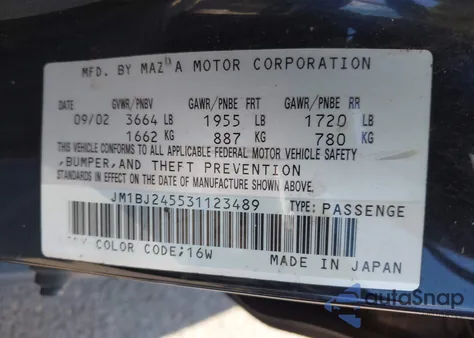 MFD. BY MAZDA MOTOR CORPORATION
DATE GVWR/PNBV GAWR/PNBE FRT GAWR/PNBE RR
09/02 3664 LB 1955 LB 1720 LB
1662 KG 887 KG 780 KG
THIS VEHICLE CONFORMS TO ALL APPLICABLE FEDERAL MOTOR VEHICLE SAFETY
,BUMPER,AND THEFT PREVENTION
STANDARDS IN EFFECT ON THE DATE OF MANUFACTURE SHOWN ABOVE.
JM1BJ245531123489 TYPE: PASSENGE
COLOR CODE;16W MADE IN JAPAN
autoSnap